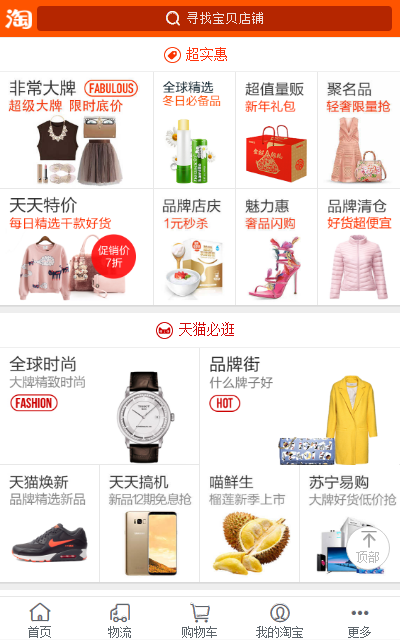 淘
寻找宝贝店铺
超实惠
非常大牌 FABULOUS
超级大牌 限时底价
全球精选
冬日必备品
超值量贩
新年礼包
聚名品
轻奢限量抢
天天特价
每日精选千款好货
促销价
7折
品牌店庆
1元秒杀
魅力惠
奢品闪购
品牌清仓
好货超便宜
天猫必逛
全球时尚
大牌精致时尚
FASHION
品牌街
什么牌子好
HOT
天猫焕新
品牌精选新品
天天搞机
新品12期免息抢
喵鲜生
榴莲新季上市
苏宁易购
大牌好货低价抢
顶部
首页
物流
购物车
我的淘宝
更多